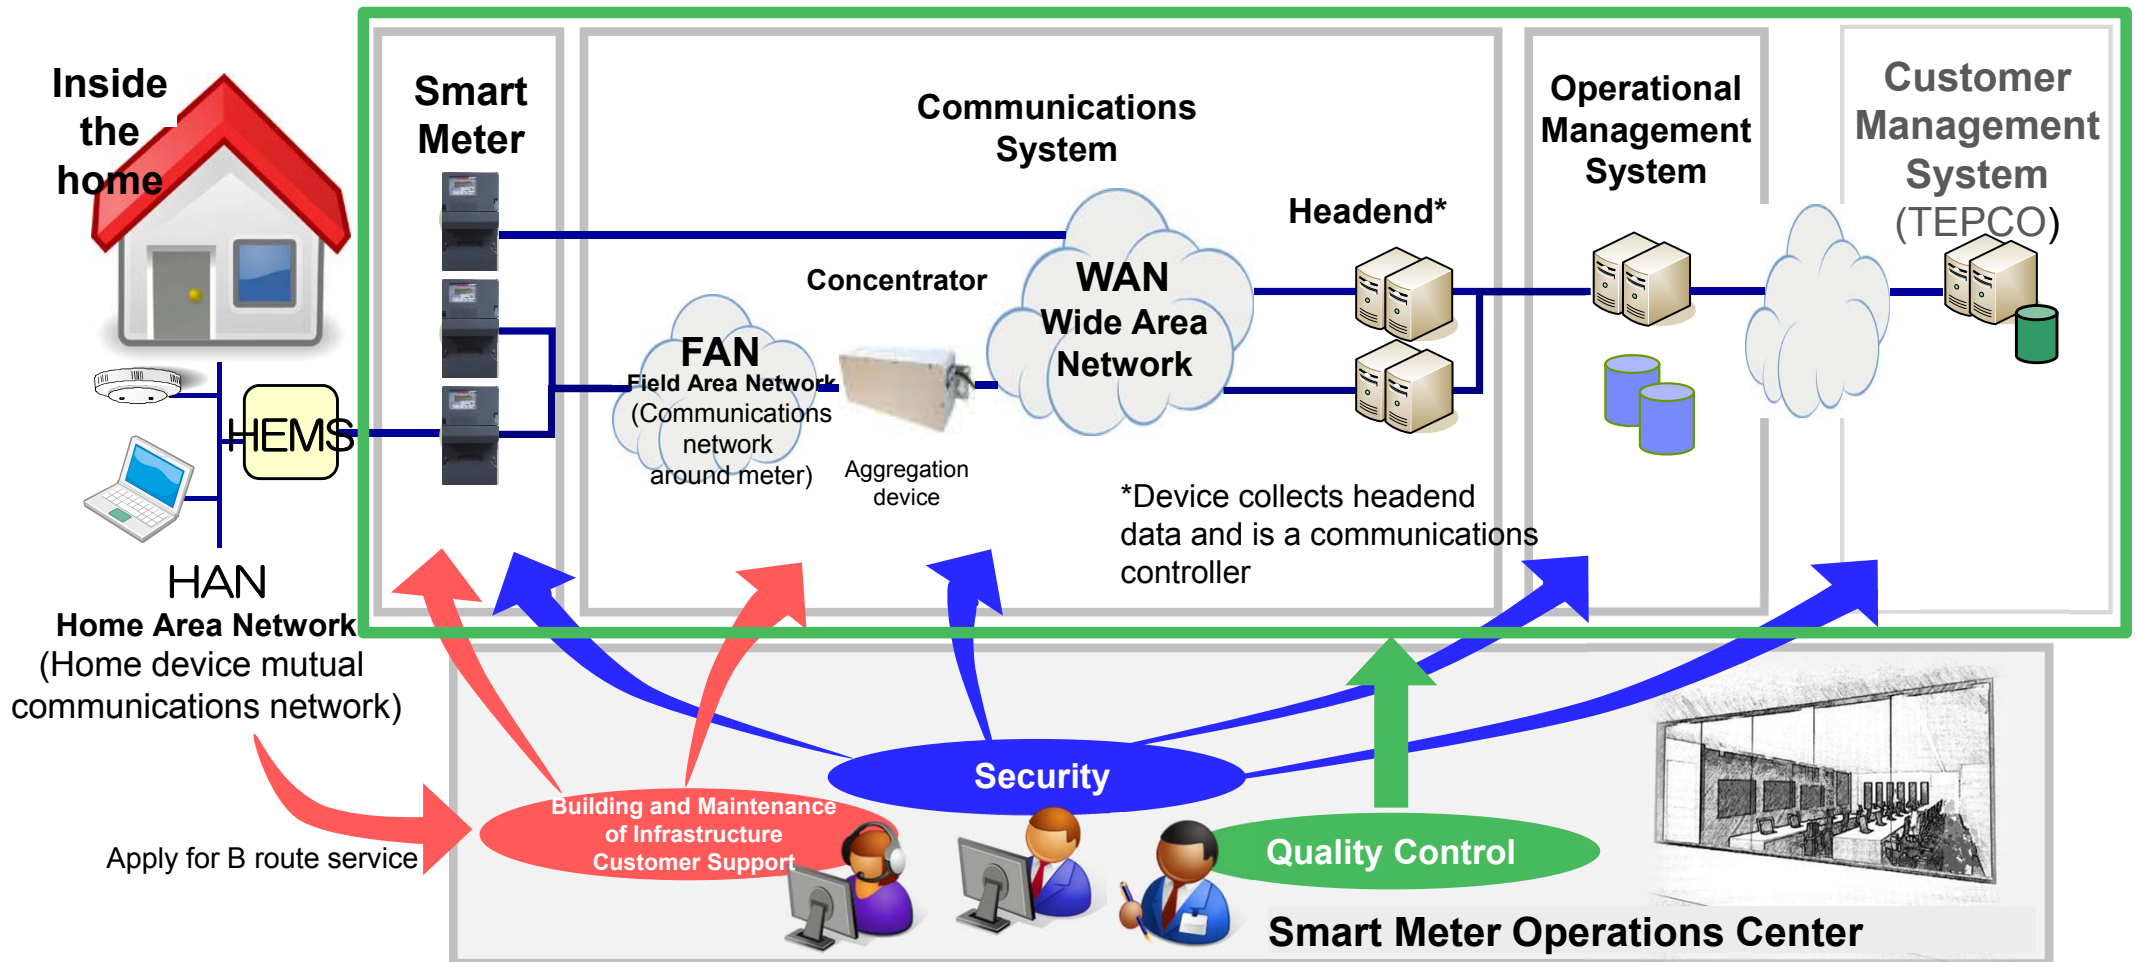 Inside
the
home
HEMS
HAN
Home Area Network
(Home device mutual
communications network)
Apply for B route service
Smart
Meter
Communications
System
FAN
Field Area Network
(Communications
network
around meter)
Concentrator
Aggregation
device
WAN
Wide Area
Network
Headend*
*Device collects headend
data and is a communications
controller
Operational
Management
System
Customer
Management
System
(TEPCO)
Building and Maintenance
of Infrastructure
Customer Support
Security
Quality Control
Smart Meter Operations Center